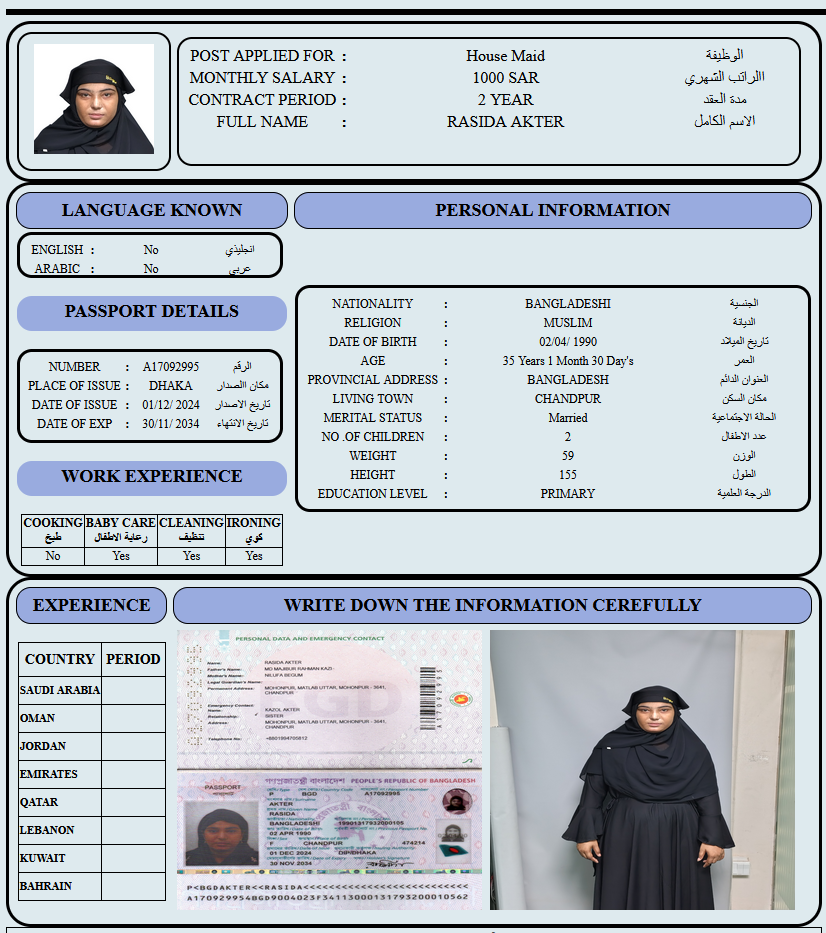 POST APPLIED FOR : House Maid الوظيفة
MONTHLY SALARY : 1000 SAR االراتب الشهري
CONTRACT PERIOD : 2 YEAR مدة العقد
FULL NAME : RASIDA AKTER الاسم الكامل
LANGUAGE KNOWN
ENGLISH : No انجليذي
ARABIC : No عربي
PASSPORT DETAILS
NUMBER : A17092995 الرقم
PLACE OF ISSUE : DHAKA مكان االصدار
DATE OF ISSUE : 01/12/ 2024 تاريخ الاصدار
DATE OF EXP : 30/11/ 2034 تاريخ الانتهاء
WORK EXPERIENCE
COOKING BABY CARE CLEANING IRONING
طبخ رعاية الاطفال تنظيف كوي
No Yes Yes Yes
PERSONAL INFORMATION
NATIONALITY : BANGLADESHI الجنسية
RELIGION : MUSLIM الديانة
DATE OF BIRTH : 02/04/ 1990 تاريخ الميلاد
AGE : 35 Years 1 Month 30 Day's العمر
PROVINCIAL ADDRESS : BANGLADESH العنوان الدائم
LIVING TOWN : CHANDPUR مكان السكن
MERITAL STATUS : Married الحالة الاجتماعية
NO .OF CHILDREN : 2 عدد الاطفال
WEIGHT : 59 الوزن
HEIGHT : 155 الطول
EDUCATION LEVEL : PRIMARY الدرجة العلمية
EXPERIENCE
COUNTRY PERIOD
SAUDI ARABIA
OMAN
JORDAN
EMIRATES
QATAR
LEBANON
KUWAIT
BAHRAIN
WRITE DOWN THE INFORMATION CEREFULLY
PERSONAL DATA AND EMERGENCY CONTACT
Name: RASIDA AKTER
Father's Name: MD MAJIBUR RAHMAN KAZI
Mother's Name: NILUFA BEGUM
Legal Guardian's Name:
Permanent Address: MOHONPUR, MATLAB UTTAR, MOHONPUR - 3641,
CHANDPUR
Emergency Contact:
Name: KAZOL AKTER
Relationship: SISTER
Address: MOHONPUR, MATLAB UTTAR, MOHONPUR - 3641,
CHANDPUR
Telephone No: +8801994705812
A17092995
গণপ্রজাতন্ত্রী বাংলাদেশ PEOPLE'S REPUBLIC OF BANGLADESH
PASSPORT
P BGD A17092995
AKTER
RASIDA
BANGLADESHI 19901317932000105
02 APR 1990
F CHANDPUR 474214
01 DEC 2024 DIP/DHAKA
30 NOV 2034
P<BGDAKTER<<RASIDA<<<<<<<<<<<<<<<<<<<<<<<<<<
A170929954BGD9004023F34113000131793200010562